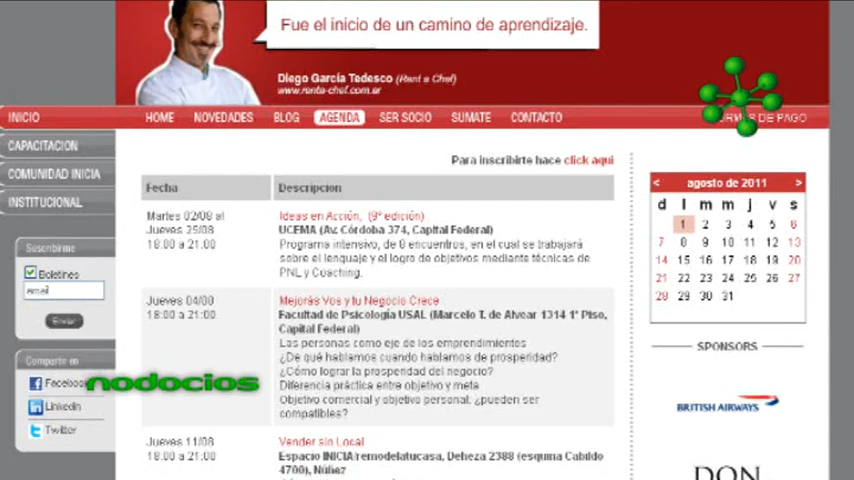 Fue el inicio de un camino de aprendizaje.
Diego García Tedesco (Rent a Chef)
www.renta-chef.com.ar
INICIO
HOME NOVEDADES BLOG AGENDA SER SOCIO SUMATE CONTACTO DE PAGO
CAPACITACION
COMUNIDAD INICIA
INSTITUCIONAL
Suscribirme
Boletines
email
Enviar
Compartir en
Facebook
Linkedin
Twitter
nodocios
Para inscribirte hace click aqui
Fecha Descripcion
Martes 02/08 al
Jueves 25/08
18:00 a 21:00
Ideas en Acción, (9° edición)
UCEMA (Av. Córdoba 374, Capital Federal)
Programa intensivo, de 8 encuentros, en el cual se trabajará
sobre el lenguaje y el logro de objetivos mediante técnicas de
PNL y Coaching.
Jueves 04/08
18:00 a 21:00
Mejorás Vos y tu Negocio Crece
Facultad de Psicología USAL (Marcelo T. de Alvear 1314 1° Piso,
Capital Federal)
Las personas como eje de los emprendimientos
¿De qué hablamos cuando hablamos de prosperidad?
¿Cómo lograr la prosperidad del negocio?
Diferencia práctica entre objetivo y meta
Objetivo comercial y objetivo personal: ¿pueden ser
compatibles?
Jueves 11/08
18:00 a 21:00
Vender sin Local
Espacio INICIA/remodelatucasa, Deheza 2388 (esquina Cabildo
4700), Núñez
< agosto de 2011 >
d l m m j v s
1 2 3 4 5 6
7 8 9 10 11 12 13
14 15 16 17 18 19 20
21 22 23 24 25 26 27
28 29 30 31
SPONSORS
BRITISH AIRWAYS
DON